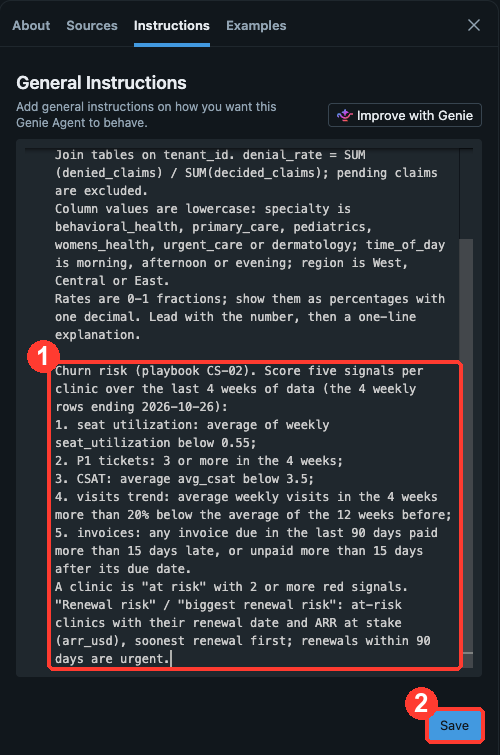 About Sources Instructions Examples
General Instructions
Add general instructions on how you want this
Genie Agent to behave.
Improve with Genie
Join tables on tenant_id. denial_rate = SUM
(denied_claims) / SUM(decided_claims); pending claims
are excluded.
Column values are lowercase: specialty is
behavioral_health, primary_care, pediatrics,
womens_health, urgent_care or dermatology; time_of_day
is morning, afternoon or evening; region is West,
Central or East.
Rates are 0-1 fractions; show them as percentages with
one decimal. Lead with the number, then a one-line
explanation.
1
Churn risk (playbook CS-02). Score five signals per
clinic over the last 4 weeks of data (the 4 weekly
rows ending 2026-10-26):
1. seat utilization: average of weekly
seat_utilization below 0.55;
2. P1 tickets: 3 or more in the 4 weeks;
3. CSAT: average avg_csat below 3.5;
4. visits trend: average weekly visits in the 4 weeks
more than 20% below the average of the 12 weeks before;
5. invoices: any invoice due in the last 90 days paid
more than 15 days late, or unpaid more than 15 days
after its due date.
A clinic is "at risk" with 2 or more red signals.
"Renewal risk" / "biggest renewal risk": at-risk
clinics with their renewal date and ARR at stake
(arr_usd), soonest renewal first; renewals within 90
days are urgent.
2
Save